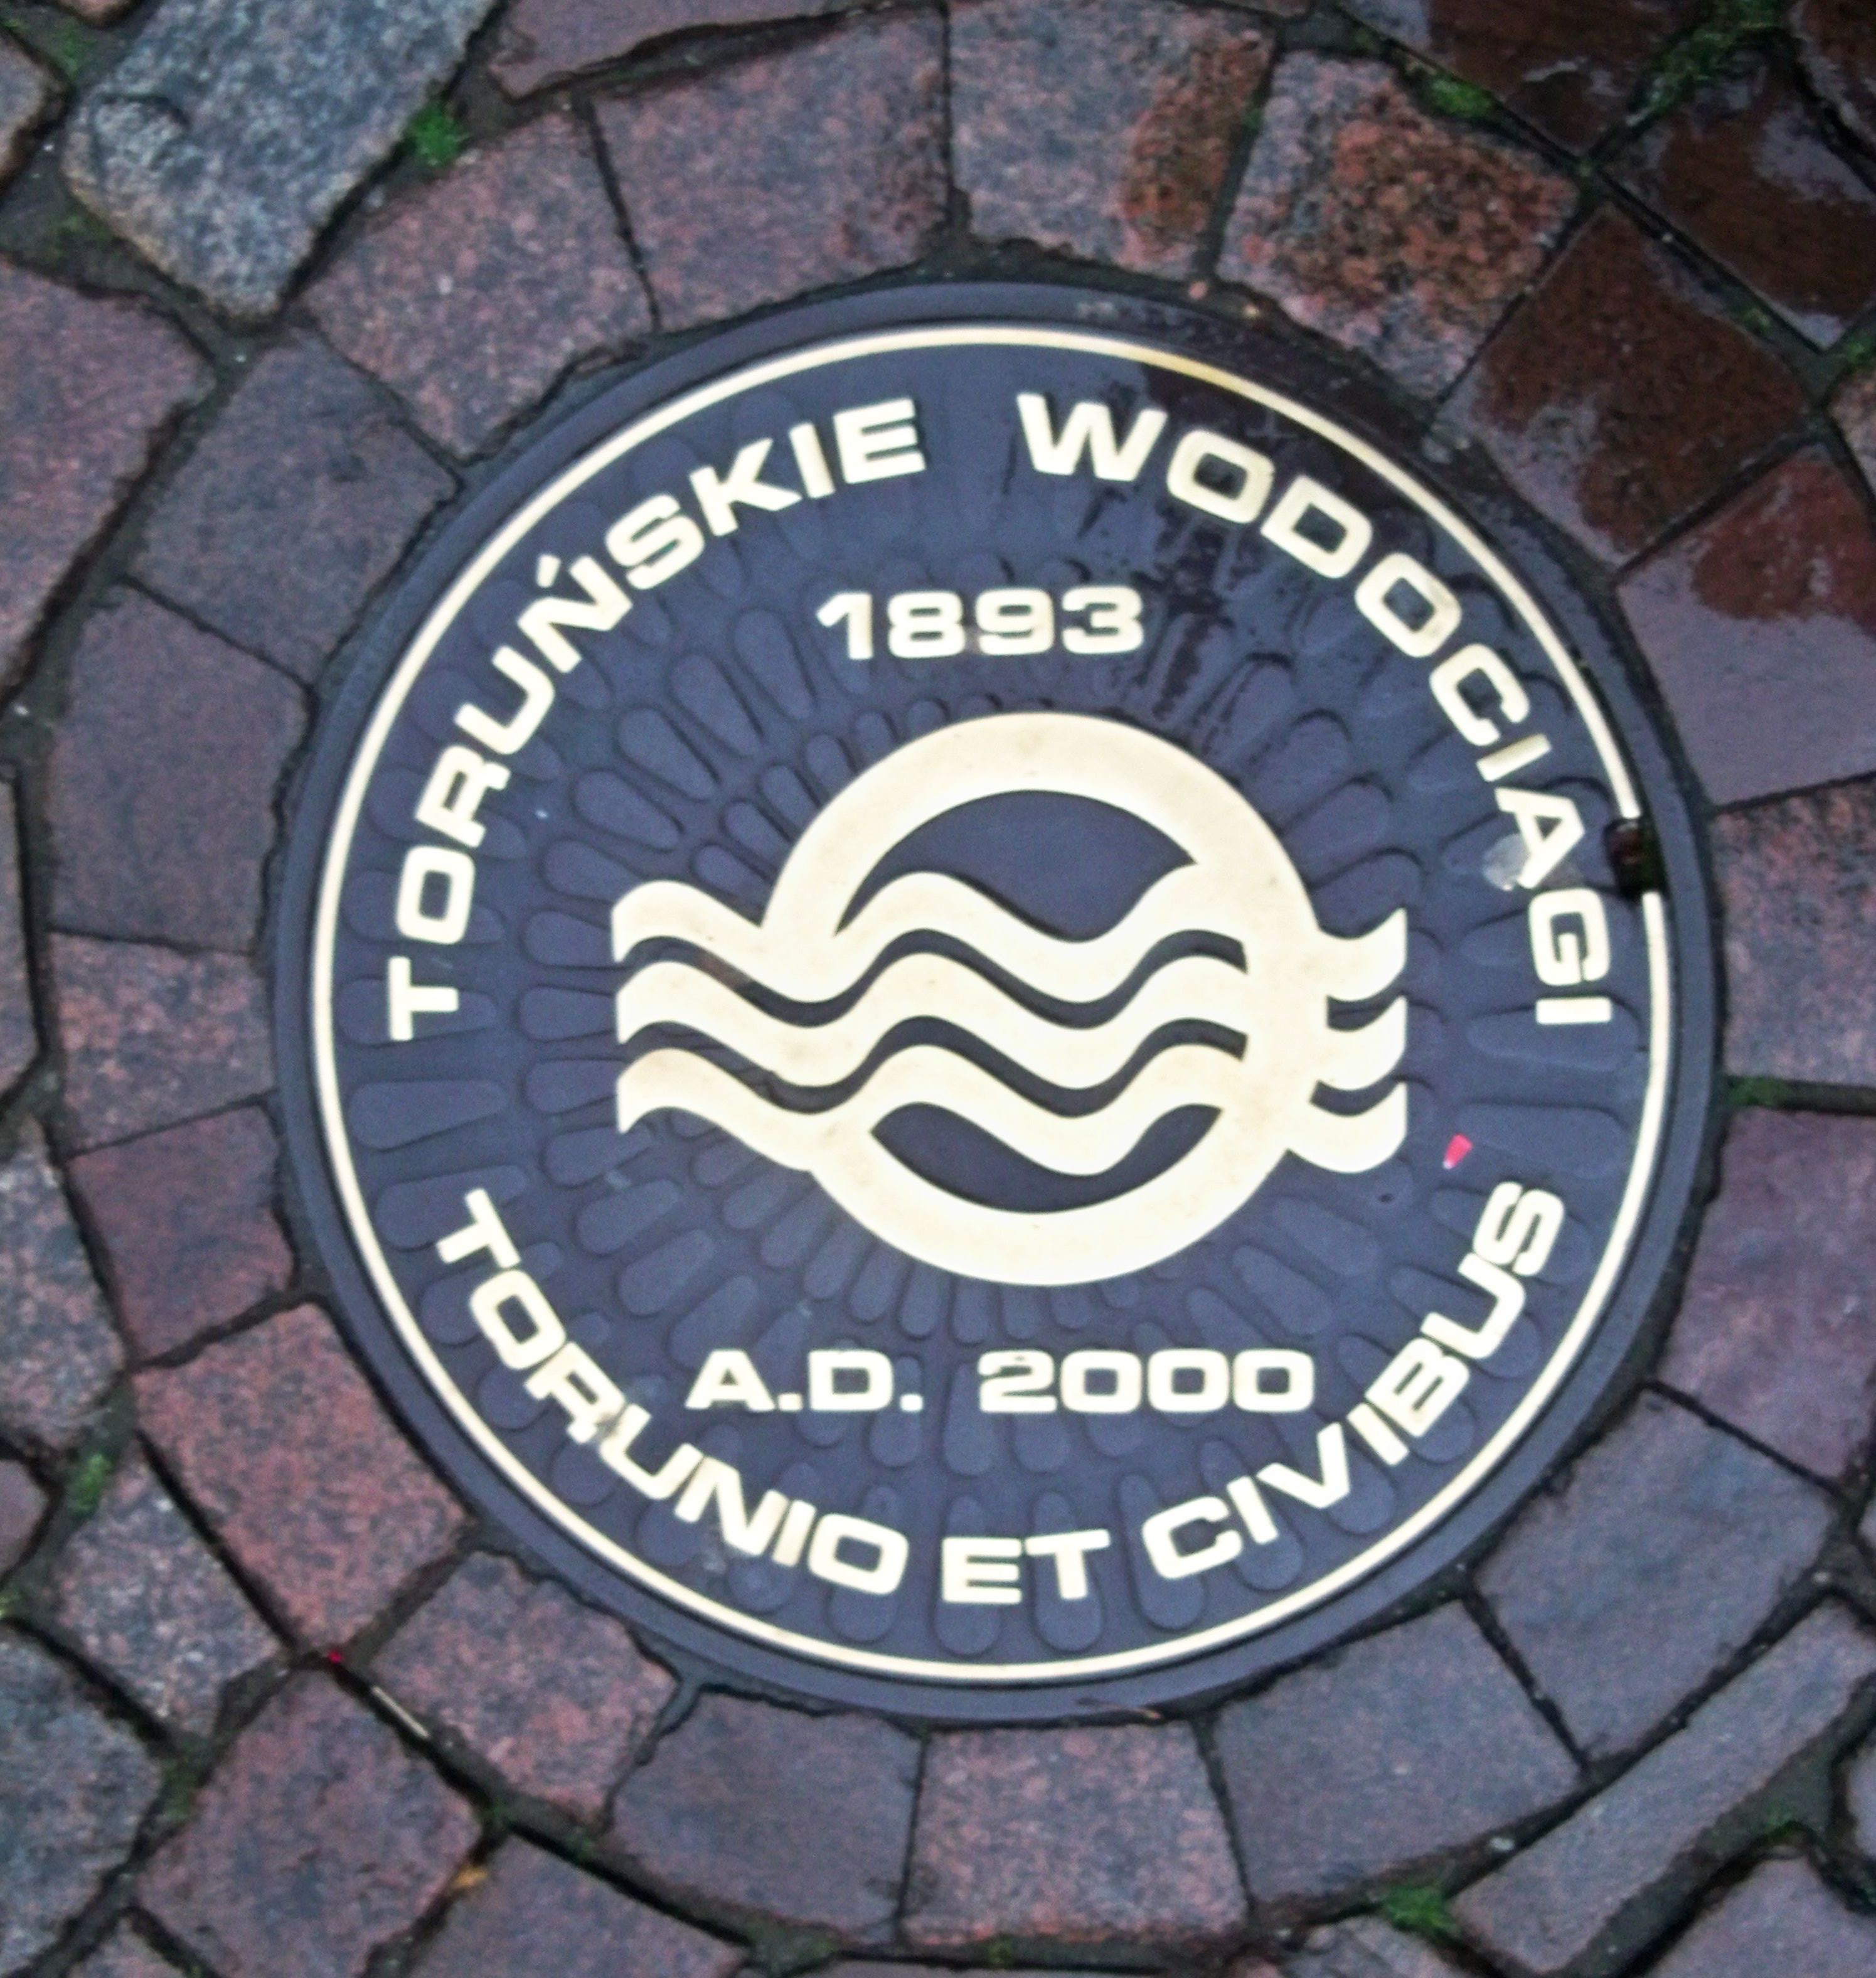 TORUŃSKIE WODOCIĄGI
1893
A.D. 2000
TORUNIO ET CIVIBUS